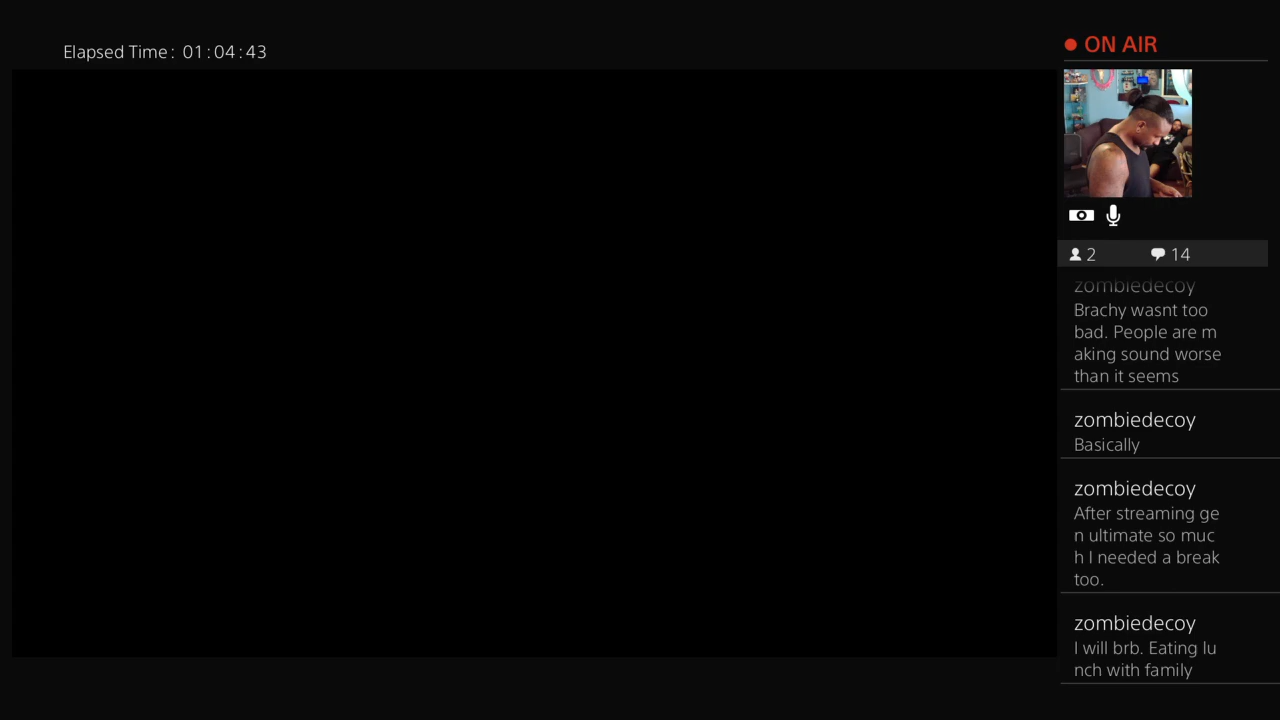 Elapsed Time: 01:04:43
ON AIR
2
14
zombiedecoy
Brachy wasnt too
bad. People are m
aking sound worse
than it seems
zombiedecoy
Basically
zombiedecoy
After streaming ge
n ultimate so muc
h I needed a break
too.
zombiedecoy
I will brb. Eating lu
nch with family